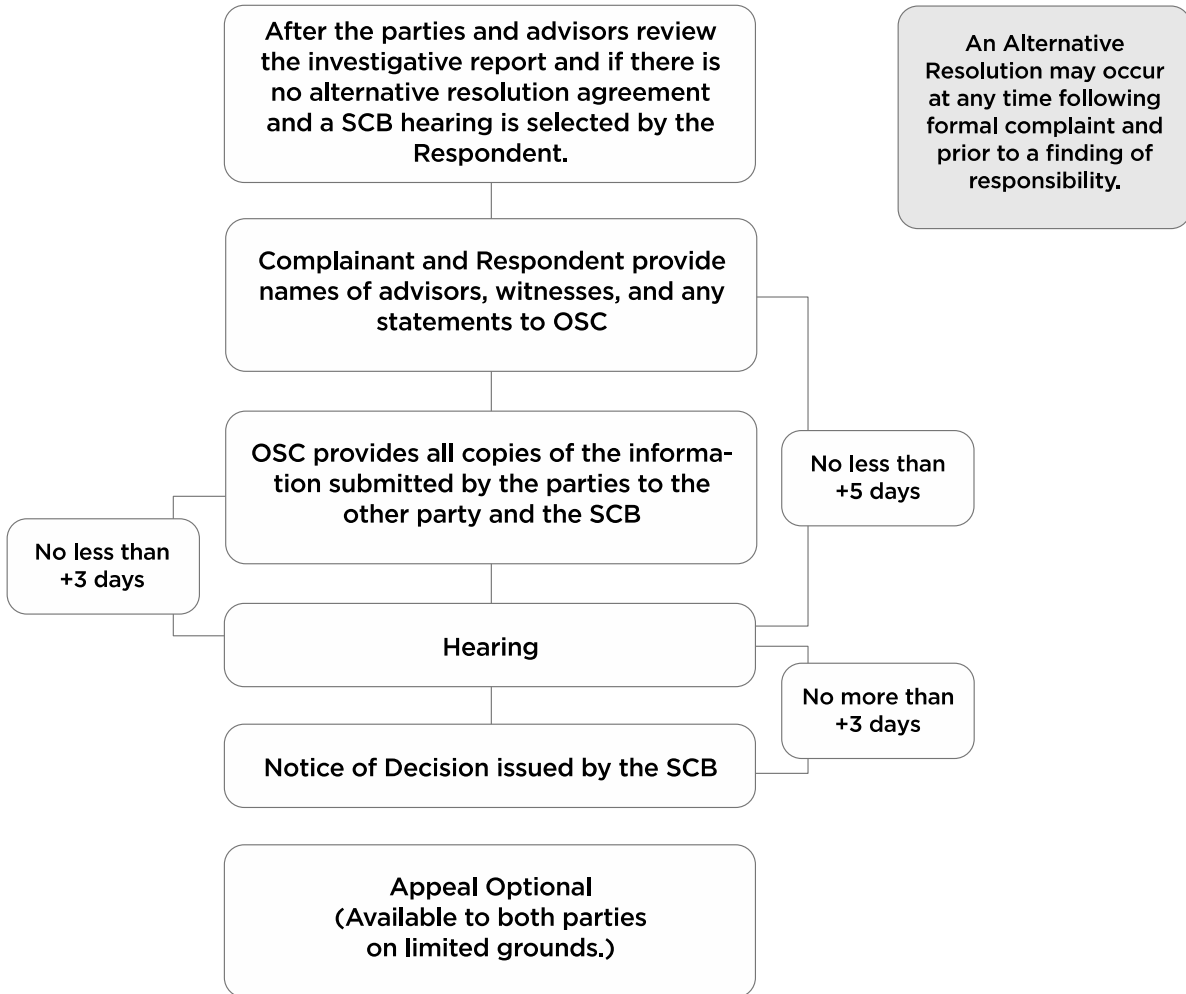 After the parties and advisors review
the investigative report and if there is
no alternative resolution agreement
and a SCB hearing is selected by the
Respondent.
An Alternative
Resolution may occur
at any time following
formal complaint and
prior to a finding of
responsibility.
Complainant and Respondent provide
names of advisors, witnesses, and any
statements to OSC
OSC provides all copies of the informa-
tion submitted by the parties to the
other party and the SCB
No less than
+5 days
No less than
+3 days
Hearing
No more than
+3 days
Notice of Decision issued by the SCB
Appeal Optional
(Available to both parties
on limited grounds.)